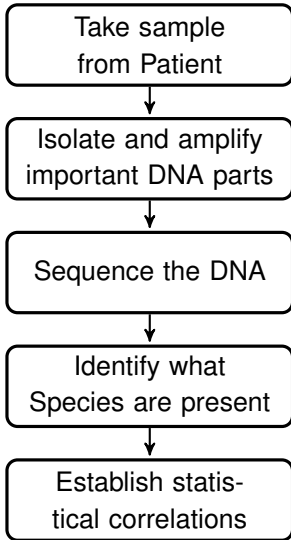 Take sample
from Patient
Isolate and amplify
important DNA parts
Sequence the DNA
Identify what
Species are present
Establish statis-
tical correlations